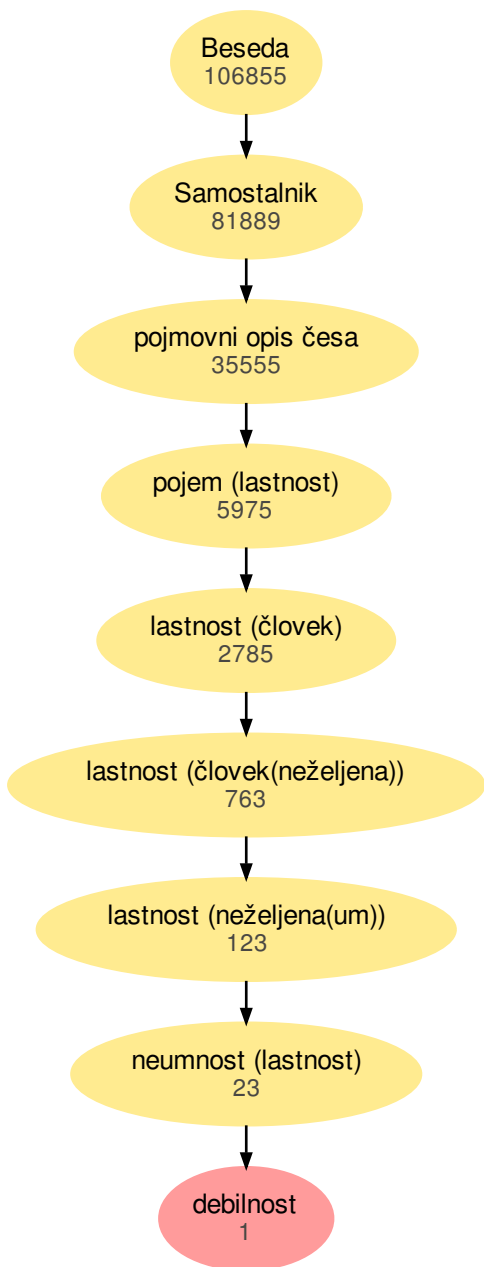 Beseda
106855
Samostalnik
81889
pojmovni opis česa
35555
pojem (lastnost)
5975
lastnost (človek)
2785
lastnost (človek(neželjena))
763
lastnost (neželjena(um))
123
neumnost (lastnost)
23
debilnost
1